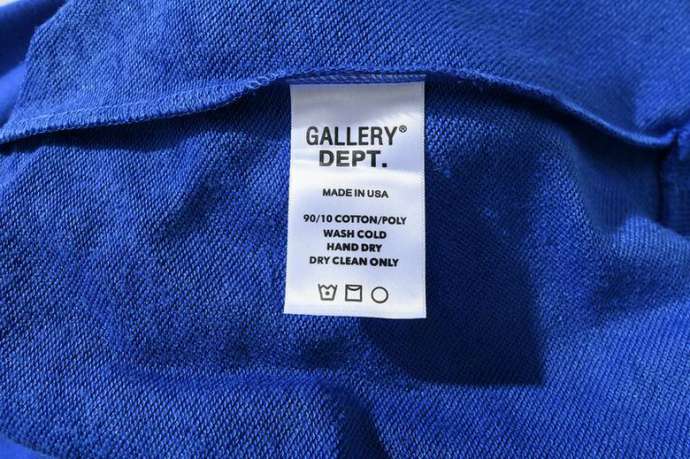 GALLERY®
DEPT.
MADE IN USA
90/10 COTTON/POLY
WASH COLD
HAND DRY
DRY CLEAN ONLY